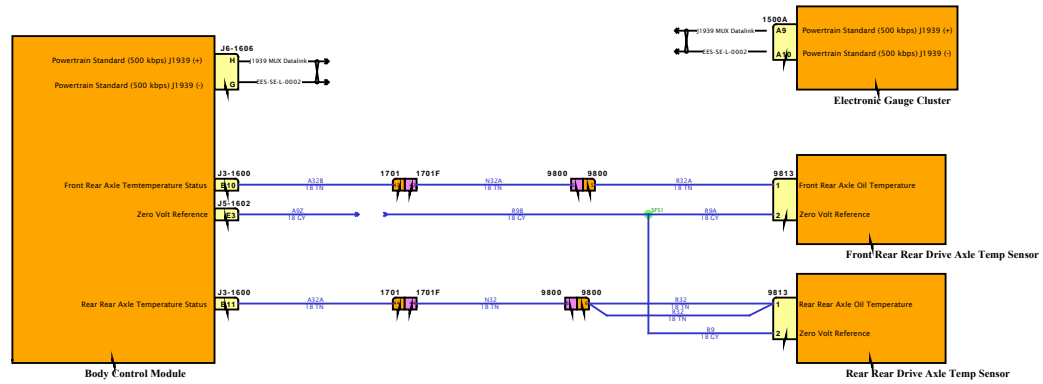 1500A
J1939 MUX Datalink
A9
Powertrain Standard (500 kbps) J1939 (+)
EES-SE-L-0002
A10
Powertrain Standard (500 kbps) J1939 (-)
Electronic Gauge Cluster
J6-1606
Powertrain Standard (500 kbps) J1939 (+)
H
J1939 MUX Datalink
Powertrain Standard (500 kbps) J1939 (-)
G
EES-SE-L-0002
J3-1600
1701 1701F
9800 9800
9813
Front Rear Axle Temtemperature Status
B10
A32B
18 TN
N32A
18 TN
R32A
18 TN
1
Front Rear Axle Oil Temperature
J5-1602
Zero Volt Reference
E3
A9Z
18 GY
R9B
18 GY
SFS1
R9A
18 GY
2
Zero Volt Reference
Front Rear Rear Drive Axle Temp Sensor
J3-1600
1701 1701F
9800 9800
9813
Rear Rear Axle Temperature Status
B11
A32A
18 TN
N32
18 TN
R32
18 TN
R32
18 TN
1
Rear Rear Axle Oil Temperature
R9
18 GY
2
Zero Volt Reference
Body Control Module
Rear Rear Drive Axle Temp Sensor